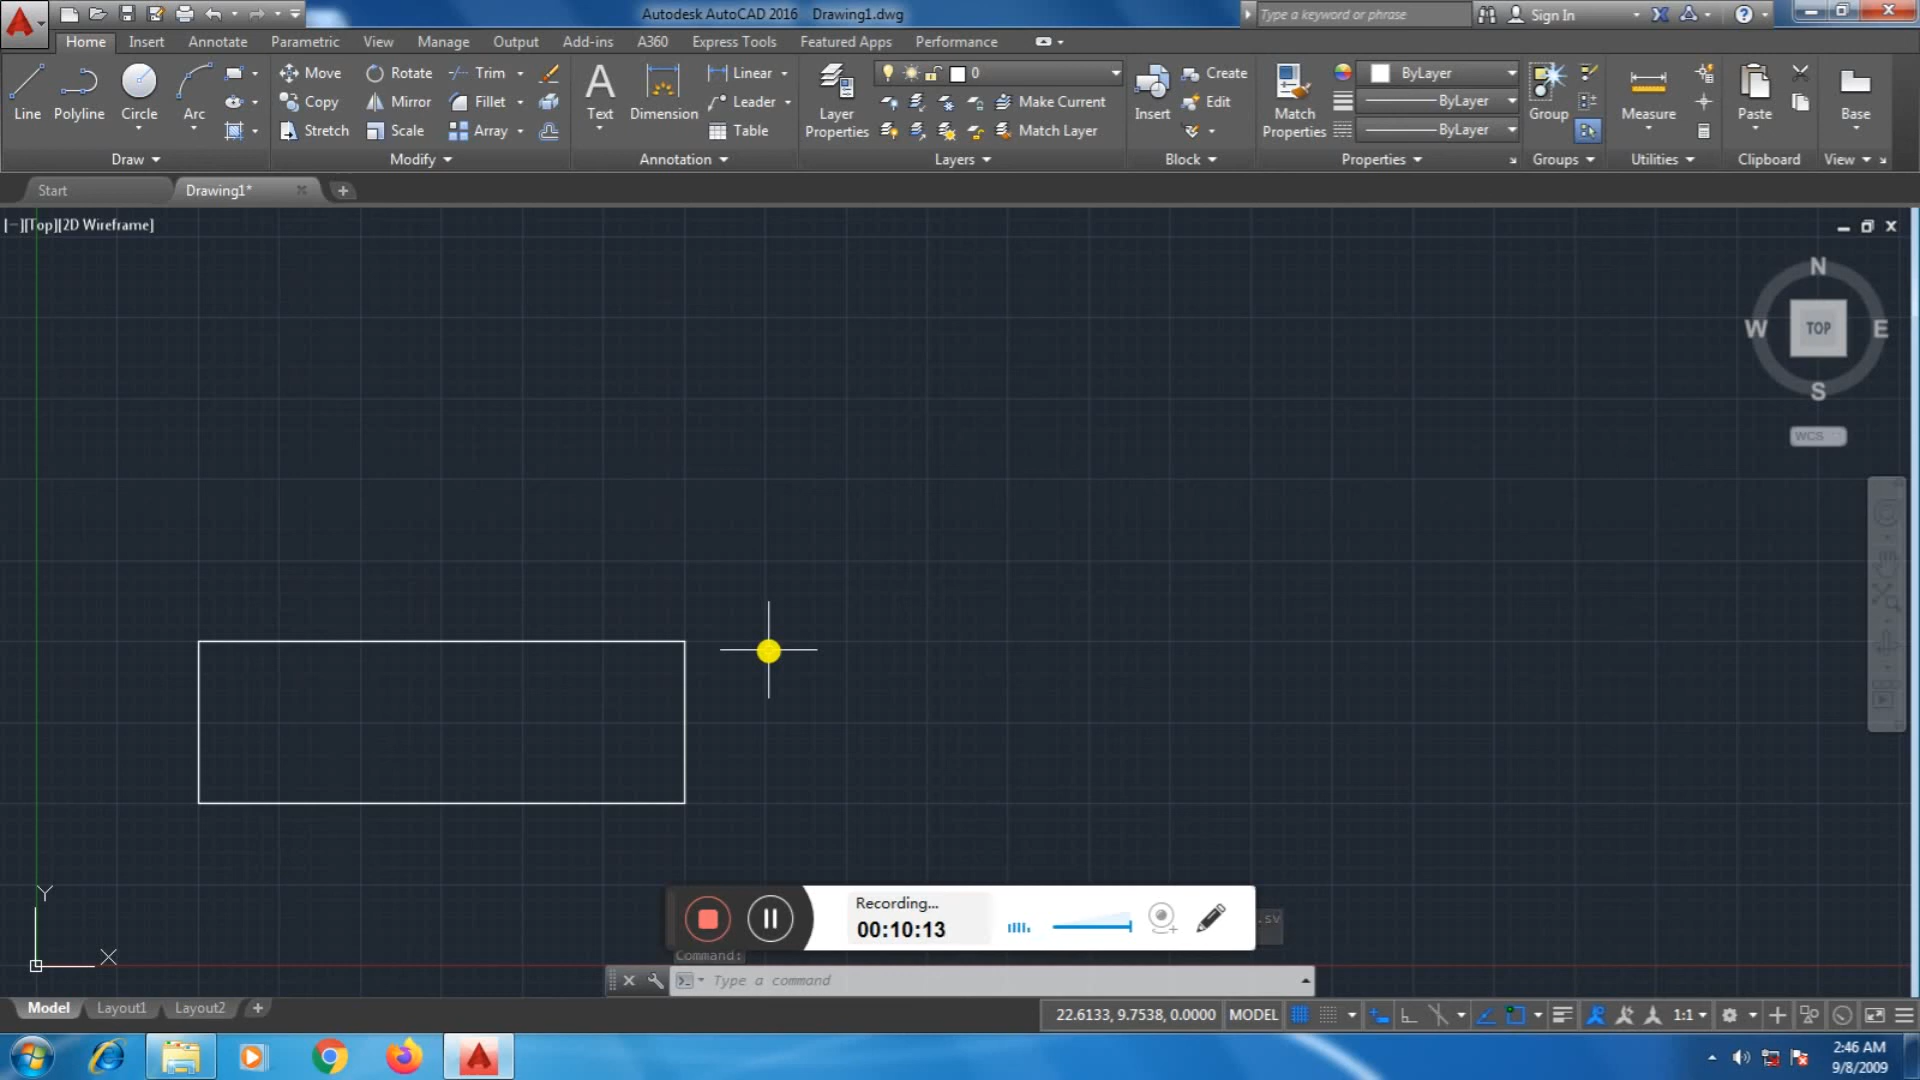 Autodesk AutoCAD 2016 Drawing1.dwg
Type a keyword or phrase
Sign In
Home Insert Annotate Parametric View Manage Output Add-ins A360 Express Tools Featured Apps Performance
Line Polyline Circle Arc
Move Rotate Trim
Copy Mirror Fillet
Stretch Scale Array
Text Dimension
Linear
Leader
Table
Layer Properties
0
Make Current
Match Layer
Insert
Create
Edit
Match Properties
ByLayer
ByLayer
ByLayer
Group
Measure
Paste
Base
Draw Modify Annotation Layers Block Properties Groups Utilities Clipboard View
Start Drawing1*
[−][Top][2D Wireframe]
N
W TOP E
S
WCS
Y
X
Recording...
00:10:13
.sv
Command:
Type a command
Model Layout1 Layout2
22.6133, 9.7538, 0.0000 MODEL 1:1
2:46 AM
9/8/2009